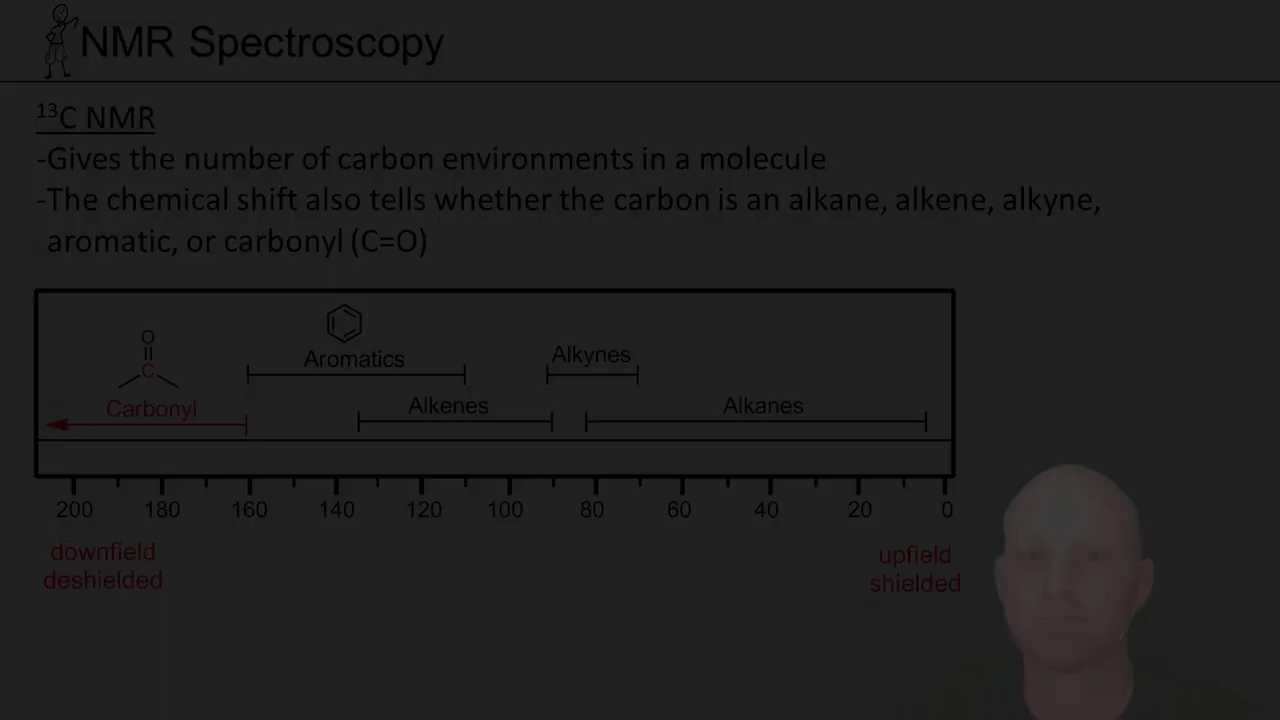 NMR Spectroscopy
¹³C NMR
-Gives the number of carbon environments in a molecule
-The chemical shift also tells whether the carbon is an alkane, alkene, alkyne,
aromatic, or carbonyl (C=O)
O
C
Carbonyl
Aromatics
Alkenes
Alkynes
Alkanes
200 180 160 140 120 100 80 60 40 20 0
downfield
deshielded
upfield
shielded